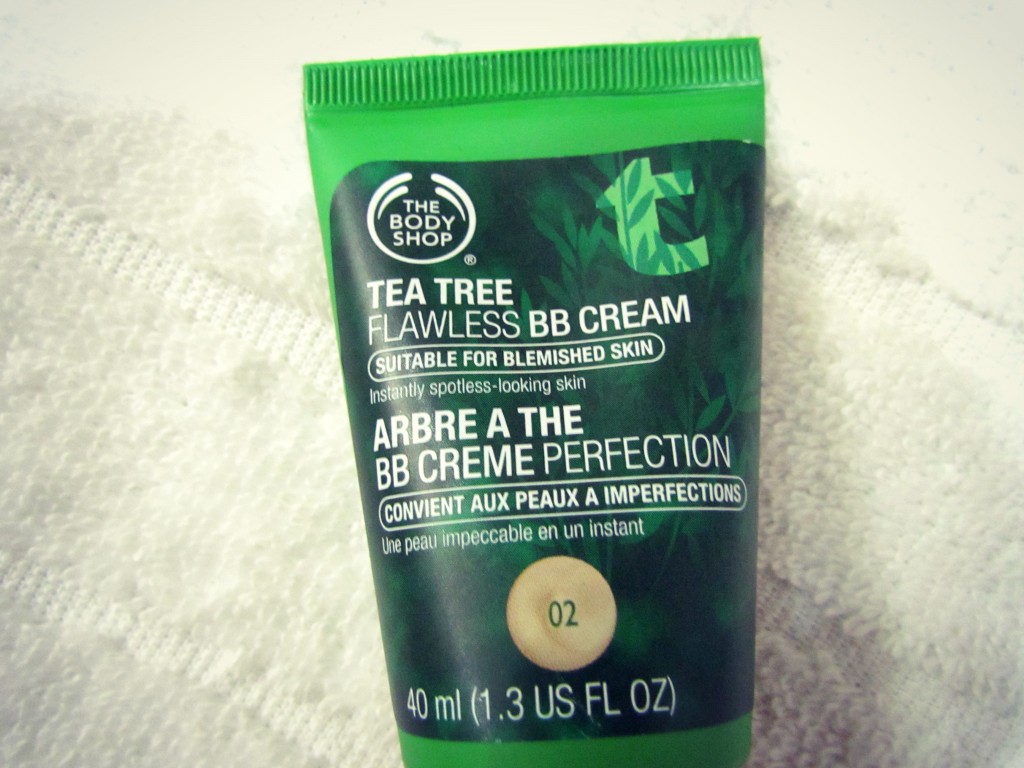 THE
BODY
SHOP
®
t
TEA TREE
FLAWLESS BB CREAM
SUITABLE FOR BLEMISHED SKIN
Instantly spotless-looking skin
ARBRE A THE
BB CREME PERFECTION
CONVIENT AUX PEAUX A IMPERFECTIONS
Une peau impeccable en un instant
02
40 ml (1.3 US FL OZ)